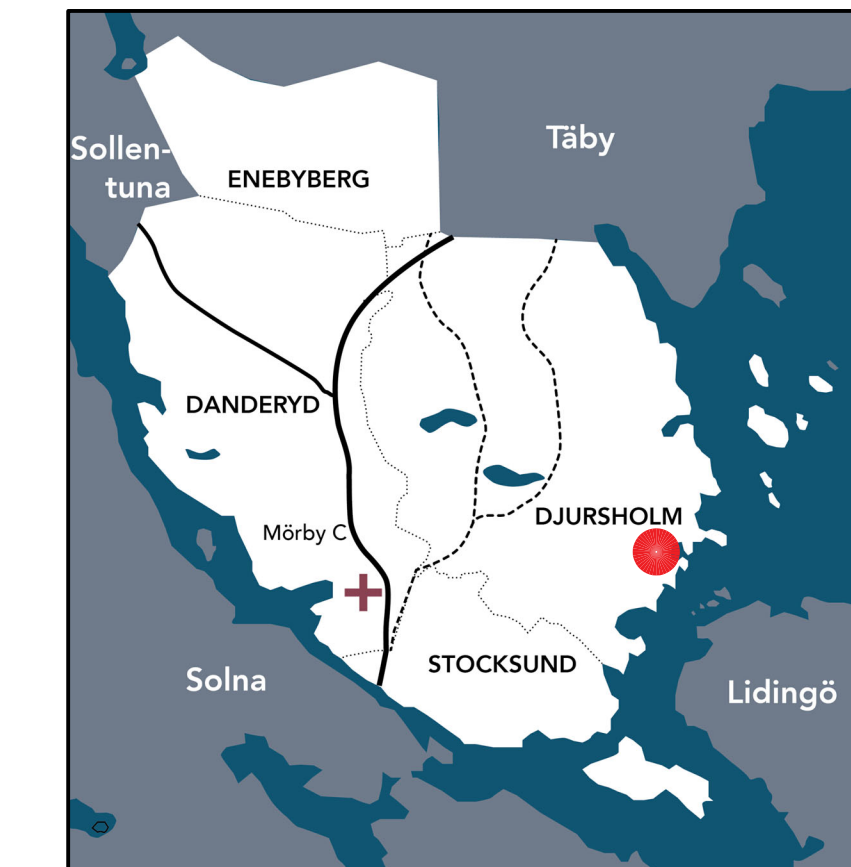 Sollen-
tuna
Täby
ENEBYBERG
DANDERYD
DJURSHOLM
Mörby C
STOCKSUND
Solna
Lidingö